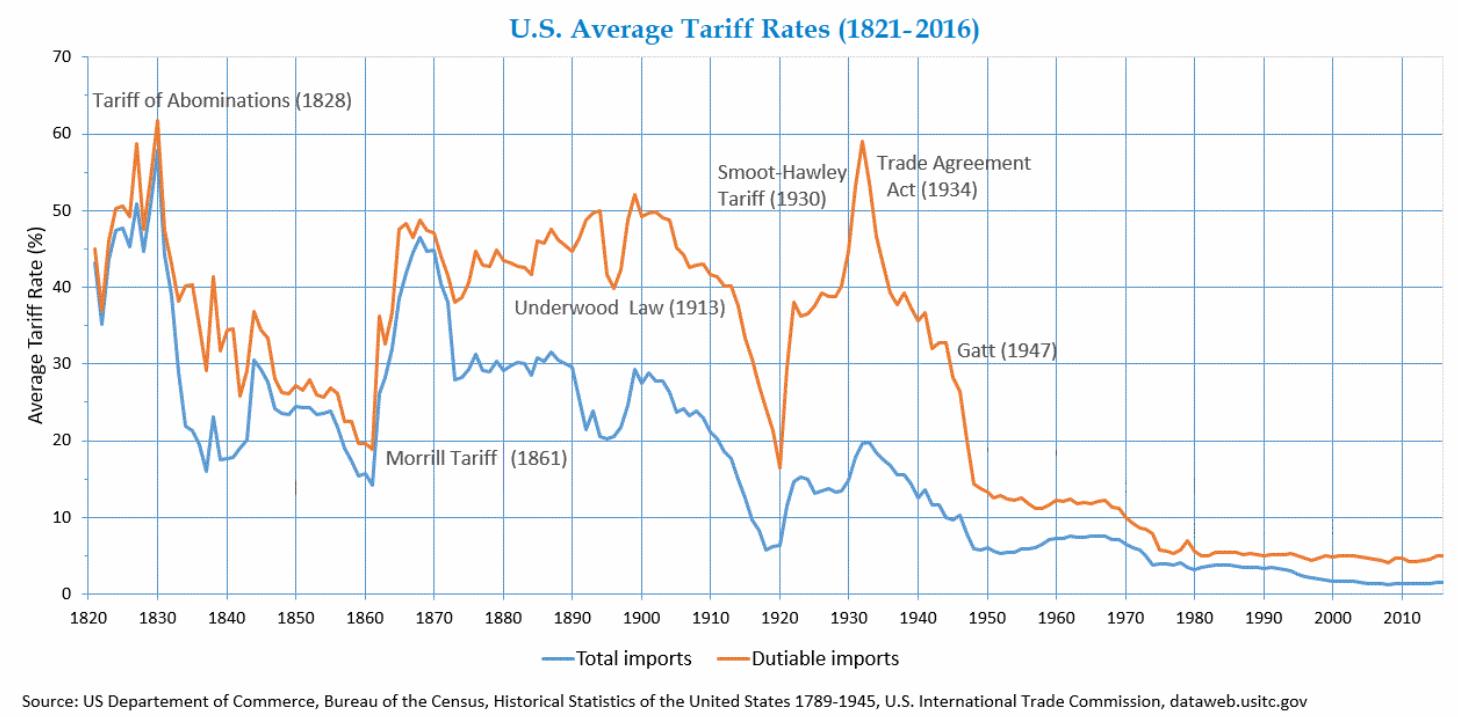 U.S. Average Tariff Rates (1821-2016)
Average Tariff Rate (%)
70
60
50
40
30
20
10
0
Tariff of Abominations (1828)
Smoot-Hawley
Tariff (1930)
Trade Agreement
Act (1934)
Underwood Law (1913)
Gatt (1947)
Morrill Tariff (1861)
1820 1830 1840 1850 1860 1870 1880 1890 1900 1910 1920 1930 1940 1950 1960 1970 1980 1990 2000 2010
Total imports Dutiable imports
Source: US Departement of Commerce, Bureau of the Census, Historical Statistics of the United States 1789-1945, U.S. International Trade Commission, dataweb.usitc.gov